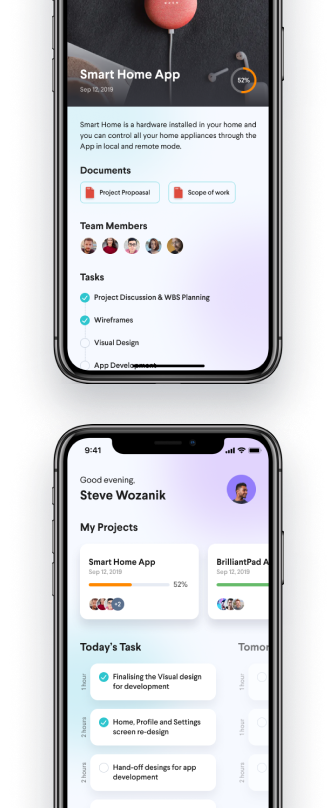 Smart Home App
Sep 12, 2019
52%
Smart Home is a hardware installed in your home and
you can control all your home appliances through the
App in local and remote mode.
Documents
Project Propoasal
Scope of work
Team Members
Tasks
Project Discussion & WBS Planning
Wireframes
Visual Design
App Development
9:41
Good evening,
Steve Wozanik
My Projects
Smart Home App
Sep 12, 2019
52%
+2
BrilliantPad A
Sep 12, 2019
Today's Task
Tomor
1 hour
Finalising the Visual design
for development
1 hour
2 hours
Home, Profile and Settings
screen re-design
1 hour
2 hours
Hand-off desings for app
development
2 hours